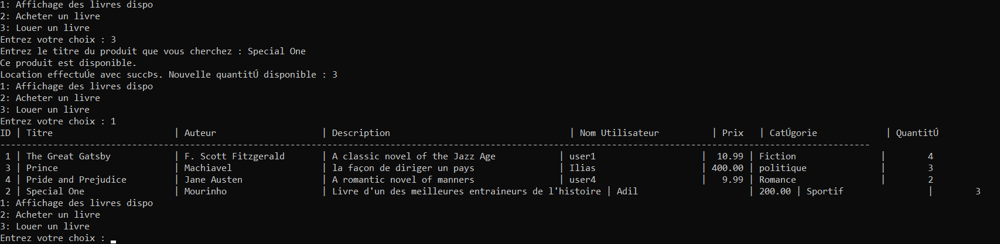 1: Affichage des livres dispo
2: Acheter un livre
3: Louer un livre
Entrez votre choix : 3
Entrez le titre du produit que vous cherchez : Special One
Ce produit est disponible.
Location effectuÚe avec succÞs. Nouvelle quantitÚ disponible : 3
1: Affichage des livres dispo
2: Acheter un livre
3: Louer un livre
Entrez votre choix : 1
ID | Titre | Auteur | Description | Nom Utilisateur | Prix | CatÚgorie | QuantitÚ
---------------------------------------------------------------------------------------------------------------------------------------------------------------------
1 | The Great Gatsby | F. Scott Fitzgerald | A classic novel of the Jazz Age | user1 | 10.99 | Fiction | 4
3 | Prince | Machiavel | la façon de diriger un pays | Ilias | 400.00 | politique | 3
4 | Pride and Prejudice | Jane Austen | A romantic novel of manners | user4 | 9.99 | Romance | 2
2 | Special One | Mourinho | Livre d'un des meilleures entraineurs de l'histoire | Adil | 200.00 | Sportif | 3
1: Affichage des livres dispo
2: Acheter un livre
3: Louer un livre
Entrez votre choix :